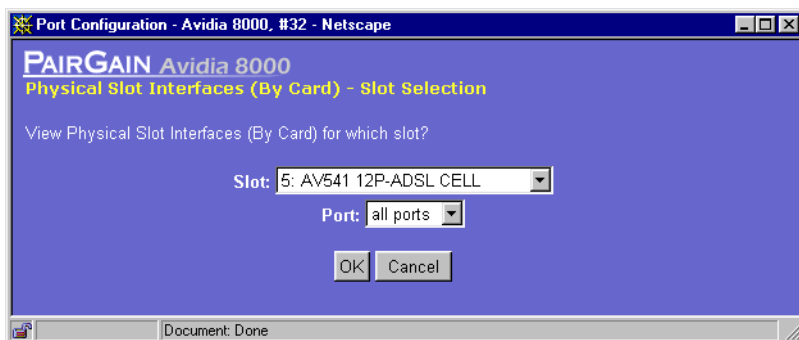 Port Configuration - Avidia 8000, #32 - Netscape
PAIRGAIN Avidia 8000
Physical Slot Interfaces (By Card) - Slot Selection
View Physical Slot Interfaces (By Card) for which slot?
Slot: 5: AV541 12P-ADSL CELL
Port: all ports
OK Cancel
Document: Done